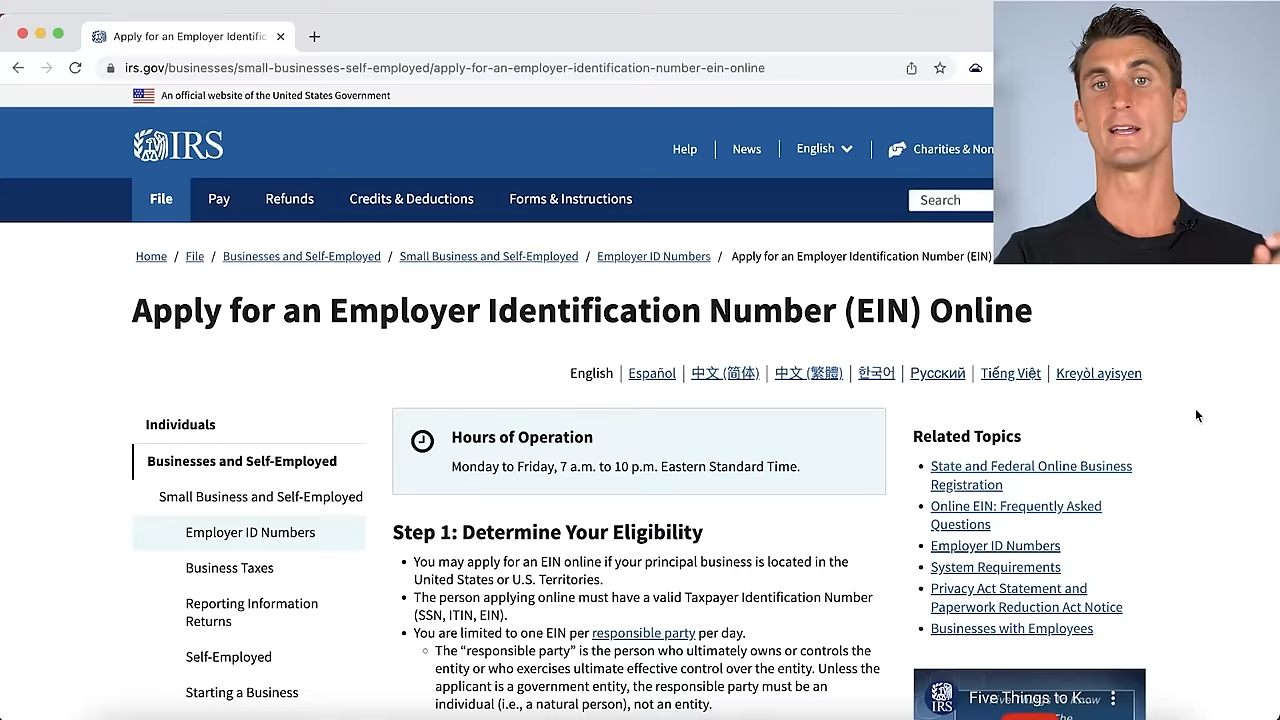 Apply for an Employer Identific
irs.gov/businesses/small-businesses-self-employed/apply-for-an-employer-identification-number-ein-online
An official website of the United States Government
IRS
Help
News
English
Charities & Non
File
Pay
Refunds
Credits & Deductions
Forms & Instructions
Search
Home / File / Businesses and Self-Employed / Small Business and Self-Employed / Employer ID Numbers / Apply for an Employer Identification Number (EIN)
Apply for an Employer Identification Number (EIN) Online
English | Español | 中文 (简体) | 中文 (繁體) | 한국어 | Русский | Tiếng Việt | Kreyòl ayisyen
Individuals
Businesses and Self-Employed
Small Business and Self-Employed
Employer ID Numbers
Business Taxes
Reporting Information
Returns
Self-Employed
Starting a Business
Hours of Operation
Monday to Friday, 7 a.m. to 10 p.m. Eastern Standard Time.
Step 1: Determine Your Eligibility
• You may apply for an EIN online if your principal business is located in the
United States or U.S. Territories.
• The person applying online must have a valid Taxpayer Identification Number
(SSN, ITIN, EIN).
• You are limited to one EIN per responsible party per day.
○ The “responsible party” is the person who ultimately owns or controls the
entity or who exercises ultimate effective control over the entity. Unless the
applicant is a government entity, the responsible party must be an
individual (i.e., a natural person), not an entity.
Related Topics
• State and Federal Online Business
Registration
• Online EIN: Frequently Asked
Questions
• Employer ID Numbers
• System Requirements
• Privacy Act Statement and
Paperwork Reduction Act Notice
• Businesses with Employees
IRS
Five Things to K...
The